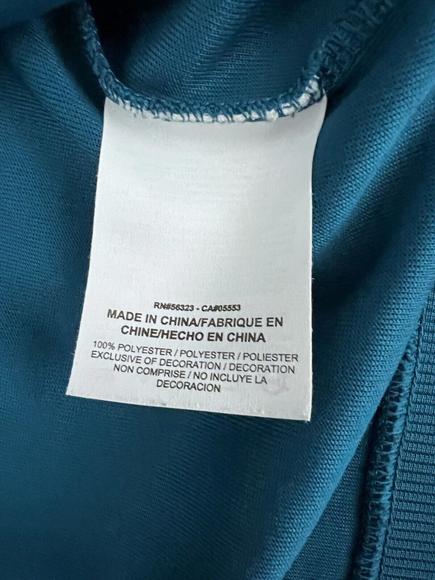 RN#56323 - CA#05553
MADE IN CHINA/FABRIQUE EN
CHINE/HECHO EN CHINA
100% POLYESTER / POLYESTER / POLIESTER
EXCLUSIVE OF DECORATION / DECORATION
NON COMPRISE / NO INCLUYE LA
DECORACION